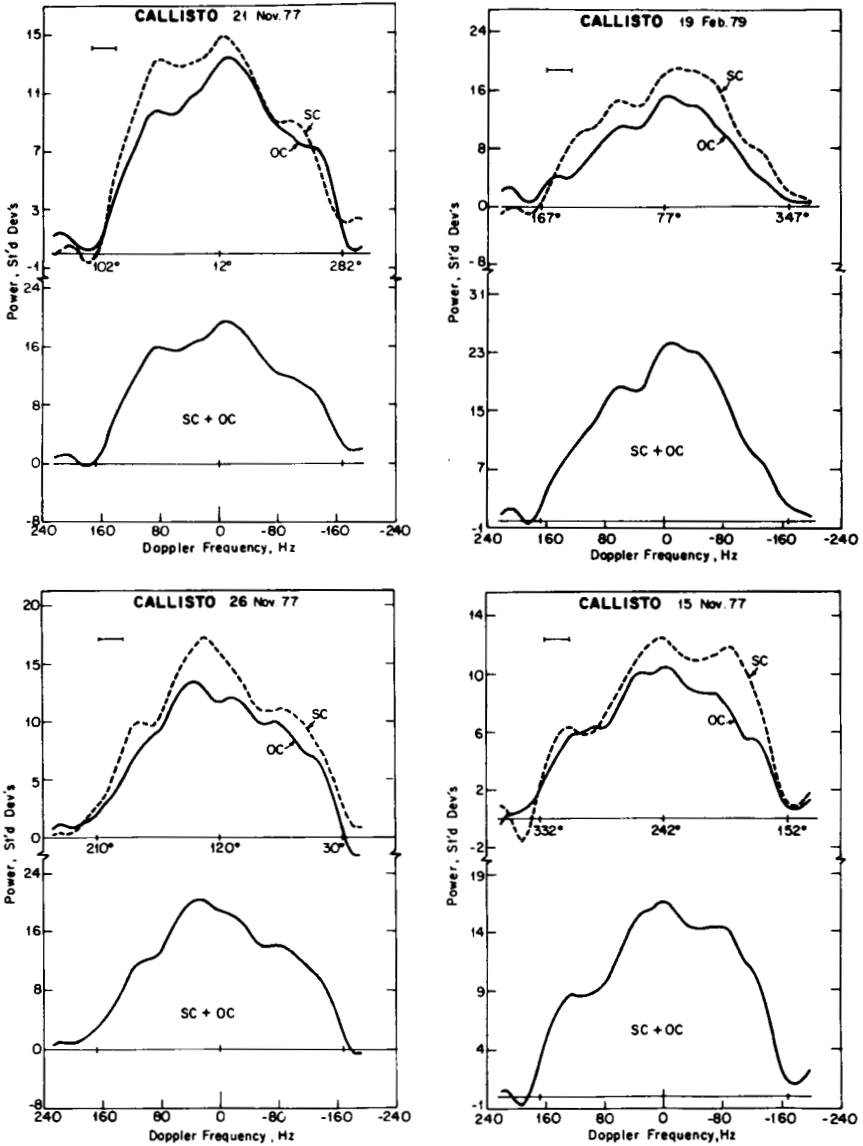 CALLISTO 21 Nov. 77
15
11
7
3
-1
SC
OC
102° 12° 282°
Power, St'd Dev's
24
16
8
0
-8
SC + OC
240 160 80 0 -80 -160 -240
Doppler Frequency, Hz
CALLISTO 19 Feb. 79
24
16
8
0
-8
SC
OC
167° 77° 347°
Power, St'd Dev's
31
23
15
7
-1
SC + OC
240 160 80 0 -80 -160 -240
Doppler Frequency, Hz
CALLISTO 26 Nov. 77
20
15
10
5
0
SC
OC
210° 120° 30°
Power, St'd Dev's
24
16
8
0
-8
SC + OC
240 160 80 0 -80 -160 -240
Doppler Frequency, Hz
CALLISTO 15 Nov. 77
14
10
6
2
-2
SC
OC
332° 242° 152°
Power, St'd Dev's
19
14
9
4
-1
SC + OC
240 160 80 0 -80 -160 -240
Doppler Frequency, Hz